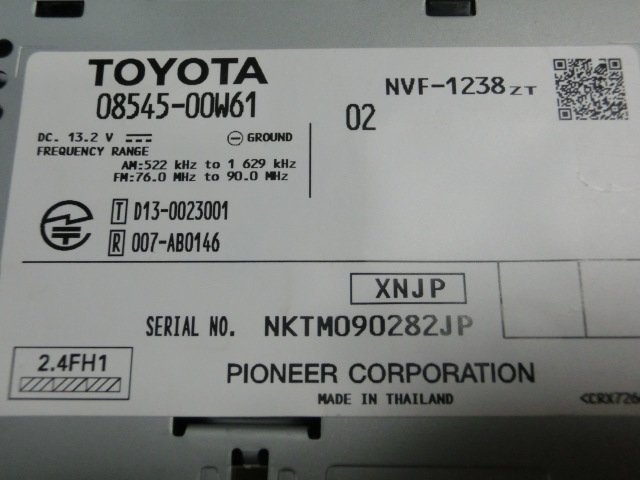 TOYOTA
08545-00W61
NVF-1238ZT
02
DC. 13.2 V
GROUND
FREQUENCY RANGE
AM:522 kHz to 1 629 kHz
FM:76.0 MHz to 90.0 MHz
T D13-0023001
R 007-AB0146
XNJP
SERIAL NO. NKTM090282JP
2.4FH1
PIONEER CORPORATION
MADE IN THAILAND